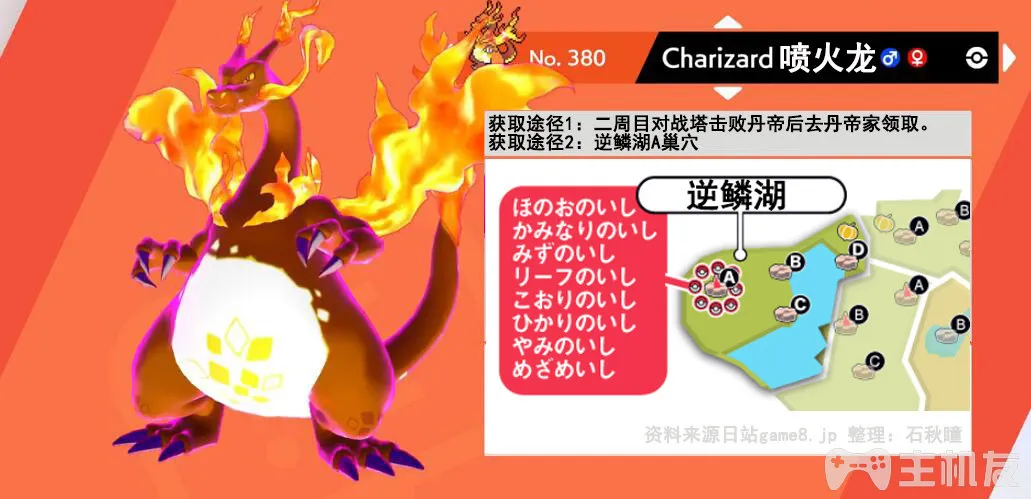 No. 380
Charizard 喷火龙 ♂ ♀
获取途径1：二周目对战塔击败丹帝后去丹帝家领取。
获取途径2：逆鳞湖A巢穴
逆鳞湖
ほのおのいし
かみなりのいし
みずのいし
リーフのいし
こおりのいし
ひかりのいし
やみのいし
めざめいし
A
B
C
D
A
B
A
B
C
B
资料来源日站game8.jp 整理：石秋瞳
主机友